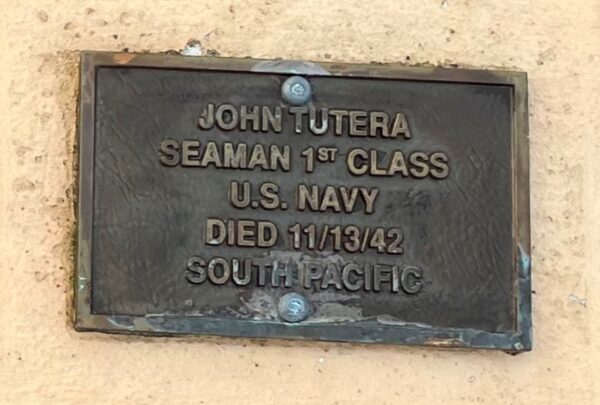 JOHN TUTERA
SEAMAN 1ST CLASS
U.S. NAVY
DIED 11/13/42
SOUTH PACIFIC